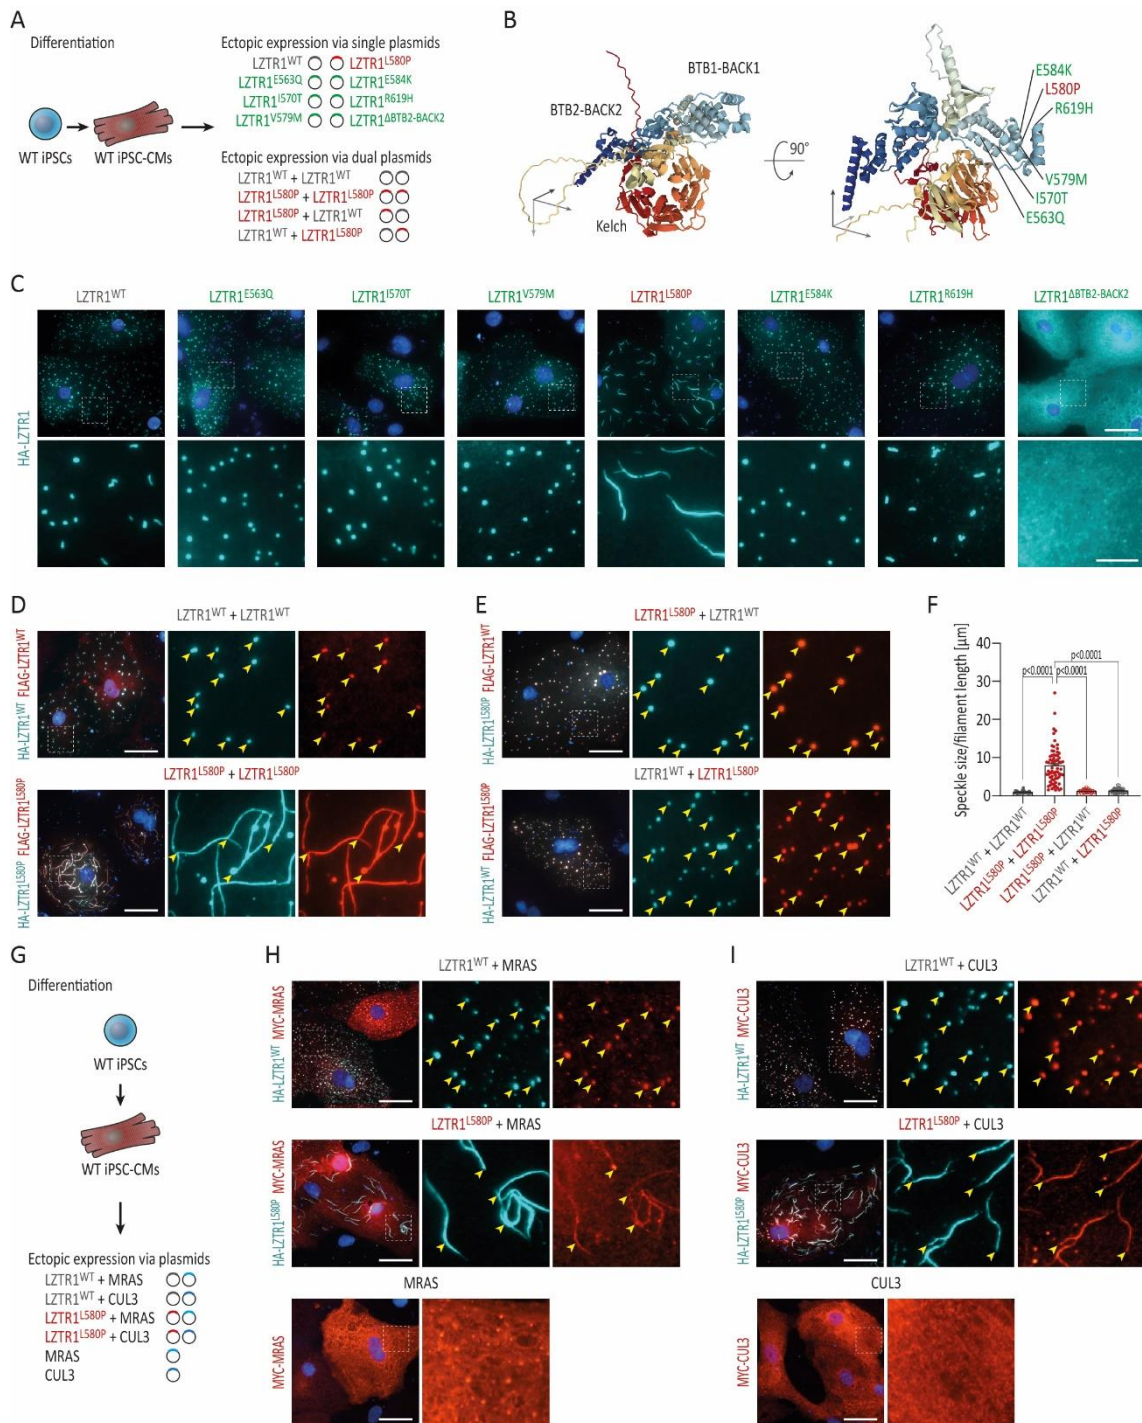 A
Differentiation
WT iPSCs
WT iPSC-CMs
Ectopic expression via single plasmids
LZTR1WT LZTR1L580P
LZTR1E563Q LZTR1E584K
LZTR1I570T LZTR1R619H
LZTR1V579M LZTR1ΔBTB2-BACK2
Ectopic expression via dual plasmids
LZTR1WT + LZTR1WT
LZTR1L580P + LZTR1L580P
LZTR1L580P + LZTR1WT
LZTR1WT + LZTR1L580P
B
BTB1-BACK1
BTB2-BACK2
Kelch
90°
E584K
L580P
R619H
V579M
I570T
E563Q
C
LZTR1WT LZTR1E563Q LZTR1I570T LZTR1V579M LZTR1L580P LZTR1E584K LZTR1R619H LZTR1ΔBTB2-BACK2
HA-LZTR1
D
LZTR1WT + LZTR1WT
HA-LZTR1WT FLAG-LZTR1WT
LZTR1L580P + LZTR1L580P
HA-LZTR1L580P FLAG-LZTR1L580P
E
LZTR1L580P + LZTR1WT
HA-LZTR1L580P FLAG-LZTR1WT
LZTR1WT + LZTR1L580P
HA-LZTR1WT FLAG-LZTR1L580P
F
Speckle size/filament length [µm]
40
30
20
10
0
p<0.0001
p<0.0001 p<0.0001
LZTR1WT + LZTR1WT
LZTR1L580P + LZTR1L580P
LZTR1L580P + LZTR1WT
LZTR1WT + LZTR1L580P
G
Differentiation
WT iPSCs
WT iPSC-CMs
Ectopic expression via plasmids
LZTR1WT + MRAS
LZTR1WT + CUL3
LZTR1L580P + MRAS
LZTR1L580P + CUL3
MRAS
CUL3
H
LZTR1WT + MRAS
HA-LZTR1WT MYC-MRAS
LZTR1L580P + MRAS
HA-LZTR1L580P MYC-MRAS
MRAS
MYC-MRAS
I
LZTR1WT + CUL3
HA-LZTR1WT MYC-CUL3
LZTR1L580P + CUL3
HA-LZTR1L580P MYC-CUL3
CUL3
MYC-CUL3